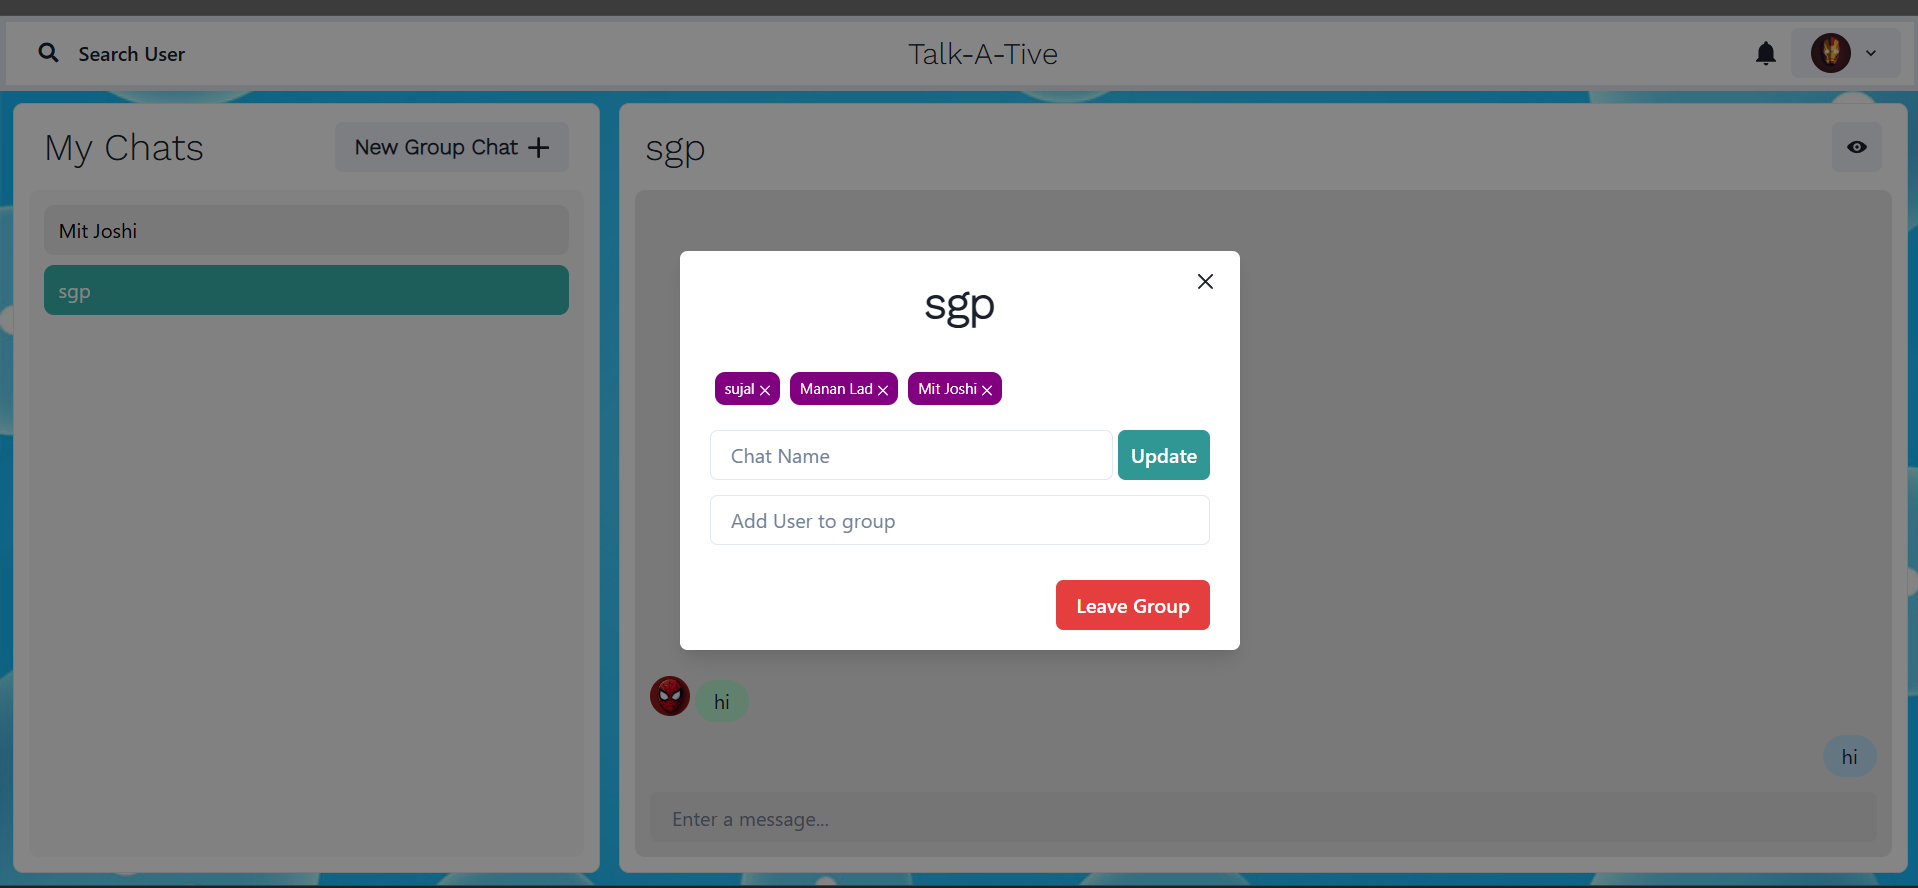 Search User
Talk-A-Tive
My Chats
New Group Chat
Mit Joshi
sgp
sgp
sgp
sujal
Manan Lad
Mit Joshi
Chat Name
Update
Add User to group
Leave Group
hi
hi
Enter a message...